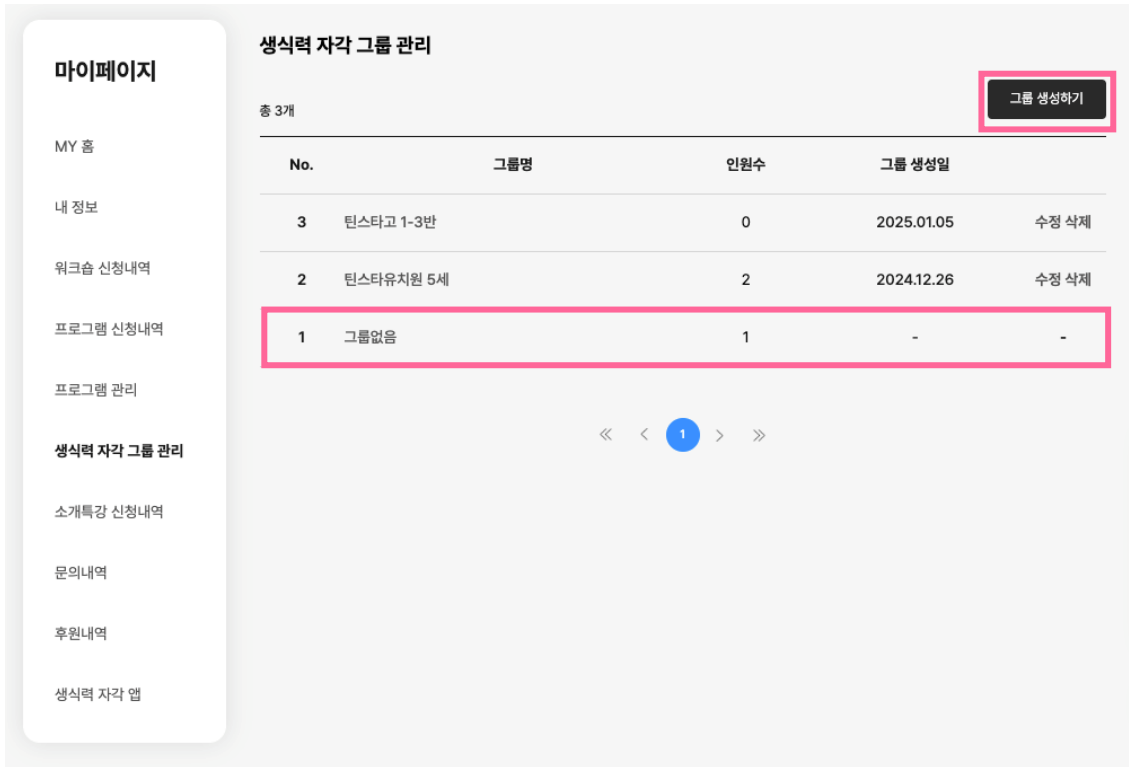 마이페이지
MY 홈
내 정보
워크숍 신청내역
프로그램 신청내역
프로그램 관리
생식력 자각 그룹 관리
소개특강 신청내역
문의내역
후원내역
생식력 자각 앱
생식력 자각 그룹 관리
총 3개
그룹 생성하기
No. 그룹명 인원수 그룹 생성일
3 틴스타고 1-3반 0 2025.01.05 수정 삭제
2 틴스타유치원 5세 2 2024.12.26 수정 삭제
1 그룹없음 1 - -
« < 1 > »